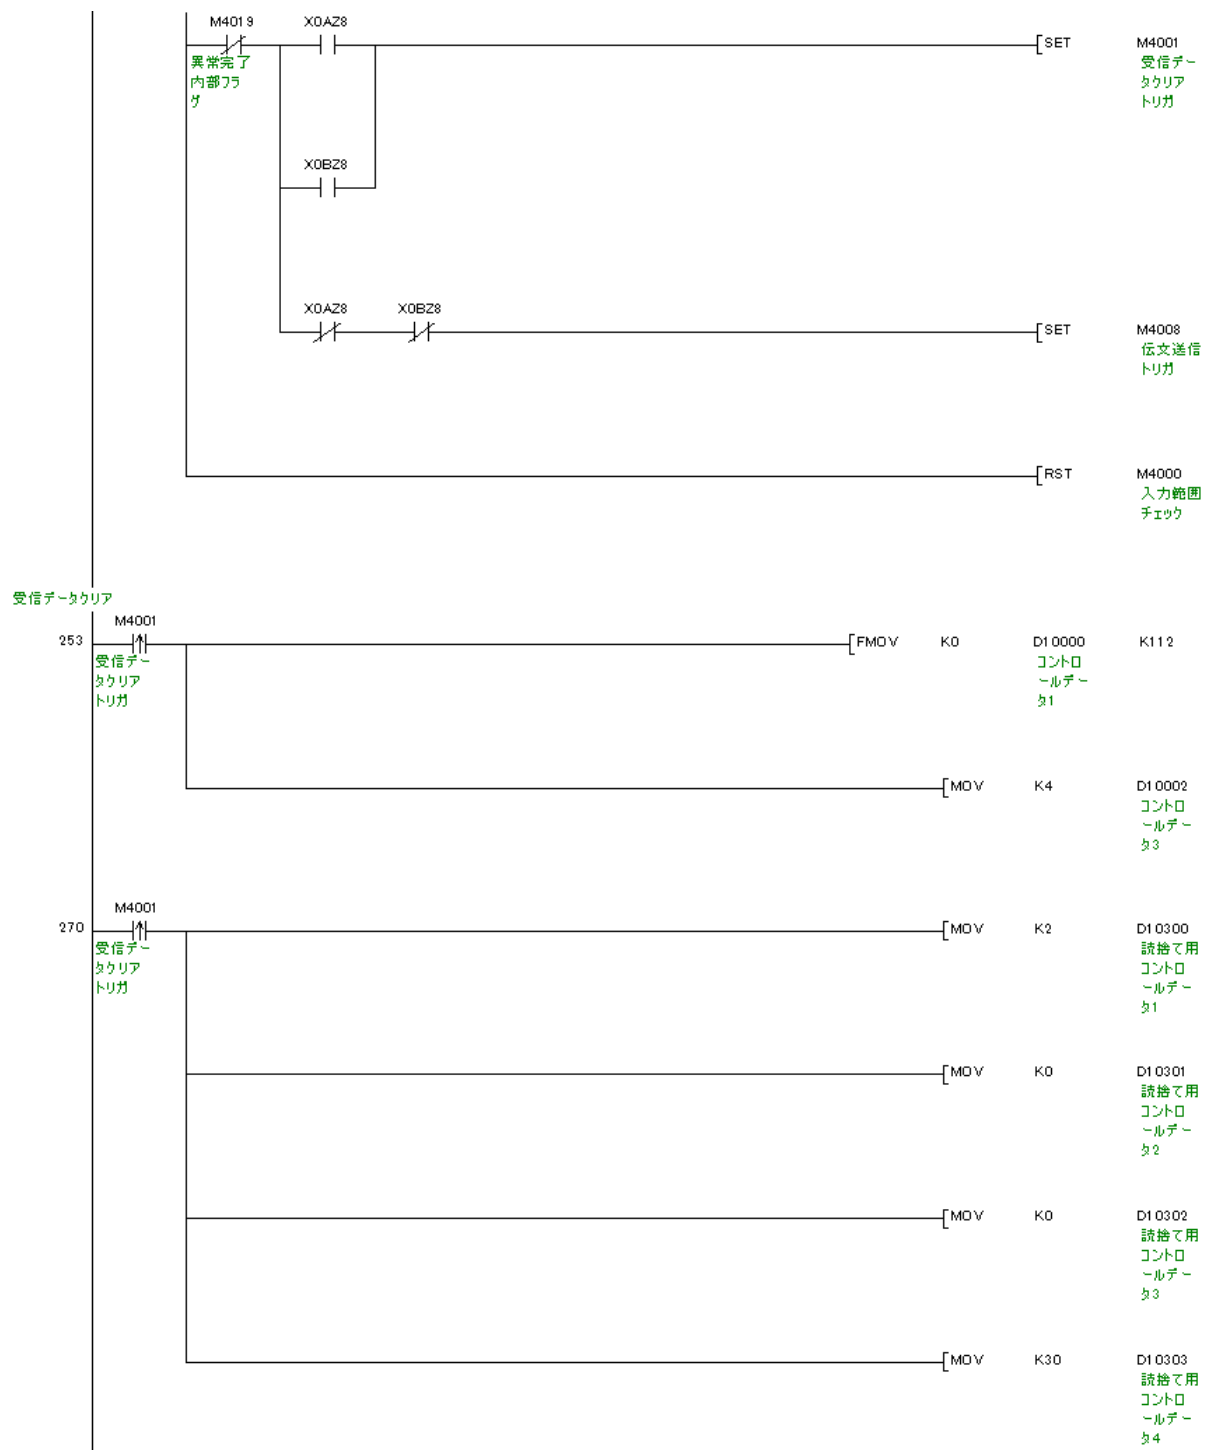 M4019 X0AZ8
SET M4001
異常完了
内部フラ
グ
受信デー
タクリア
トリガ
X0BZ8
X0AZ8 X0BZ8
SET M4008
伝文送信
トリガ
RST M4000
入力範囲
チェック
受信データクリア
M4001
253 FMOV K0 D10000 K112
受信デー
タクリア
トリガ
コントロ
ールデー
タ1
MOV K4 D10002
コントロ
ールデー
タ3
M4001
270 MOV K2 D10300
受信デー
タクリア
トリガ
読捨て用
コントロ
ールデー
タ1
MOV K0 D10301
読捨て用
コントロ
ールデー
タ2
MOV K0 D10302
読捨て用
コントロ
ールデー
タ3
MOV K30 D10303
読捨て用
コントロ
ールデー
タ4